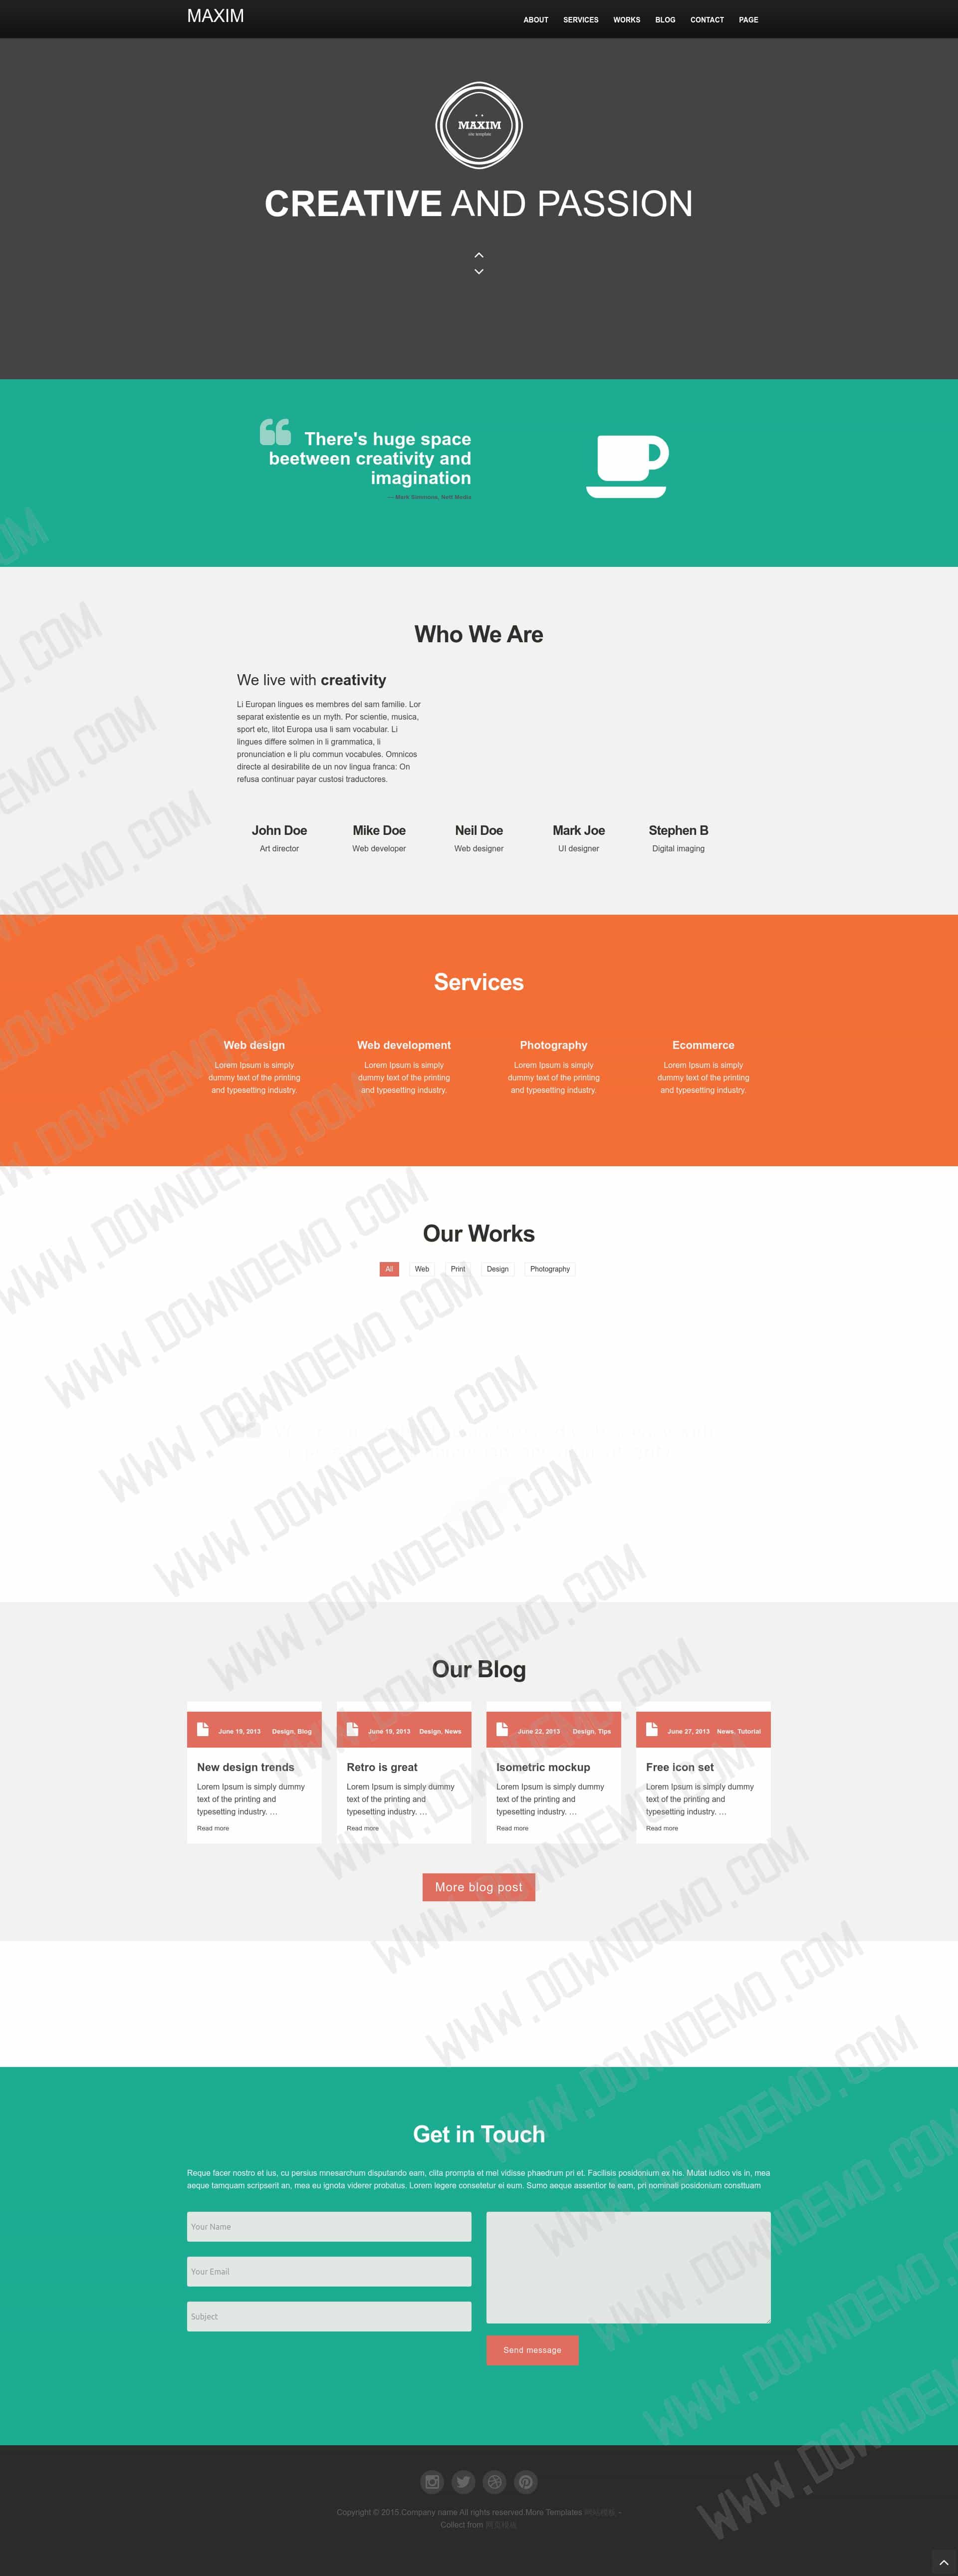 MAXIM
ABOUT SERVICES WORKS BLOG CONTACT PAGE
MAXIM
site template
CREATIVE AND PASSION
There's huge space
beetween creativity and
imagination
— Mark Simmons, Nett Media
Who We Are
We live with creativity
Li Europan lingues es membres del sam familie. Lor
separat existentie es un myth. Por scientie, musica,
sport etc, litot Europa usa li sam vocabular. Li
lingues differe solmen in li grammatica, li
pronunciation e li plu commun vocabules. Omnicos
directe al desirabilite de un nov lingua franca: On
refusa continuar payar custosi traductores.
John Doe
Art director
Mike Doe
Web developer
Neil Doe
Web designer
Mark Joe
UI designer
Stephen B
Digital imaging
Services
Web design
Lorem Ipsum is simply
dummy text of the printing
and typesetting industry.
Web development
Lorem Ipsum is simply
dummy text of the printing
and typesetting industry.
Photography
Lorem Ipsum is simply
dummy text of the printing
and typesetting industry.
Ecommerce
Lorem Ipsum is simply
dummy text of the printing
and typesetting industry.
Our Works
All Web Print Design Photography
Our Blog
June 19, 2013 Design, Blog
New design trends
Lorem Ipsum is simply dummy
text of the printing and
typesetting industry. …
Read more
June 19, 2013 Design, News
Retro is great
Lorem Ipsum is simply dummy
text of the printing and
typesetting industry. …
Read more
June 22, 2013 Design, Tips
Isometric mockup
Lorem Ipsum is simply dummy
text of the printing and
typesetting industry. …
Read more
June 27, 2013 News, Tutorial
Free icon set
Lorem Ipsum is simply dummy
text of the printing and
typesetting industry. …
Read more
More blog post
Get in Touch
Reque facer nostro et ius, cu persius mnesarchum disputando eam, clita prompta et mel vidisse phaedrum pri et. Facilisis posidonium ex his. Mutat iudico vis in, mea
aeque tamquam scripserit an, mea eu ignota viderer probatus. Lorem legere consetetur ei eum. Sumo aeque assentior te eam, pri nominati posidonium consttuam
Your Name
Your Email
Subject
Send message
Copyright © 2015.Company name All rights reserved.More Templates 网站模板 -
Collect from 网页模板
WWW.DOWNDEMO.COM